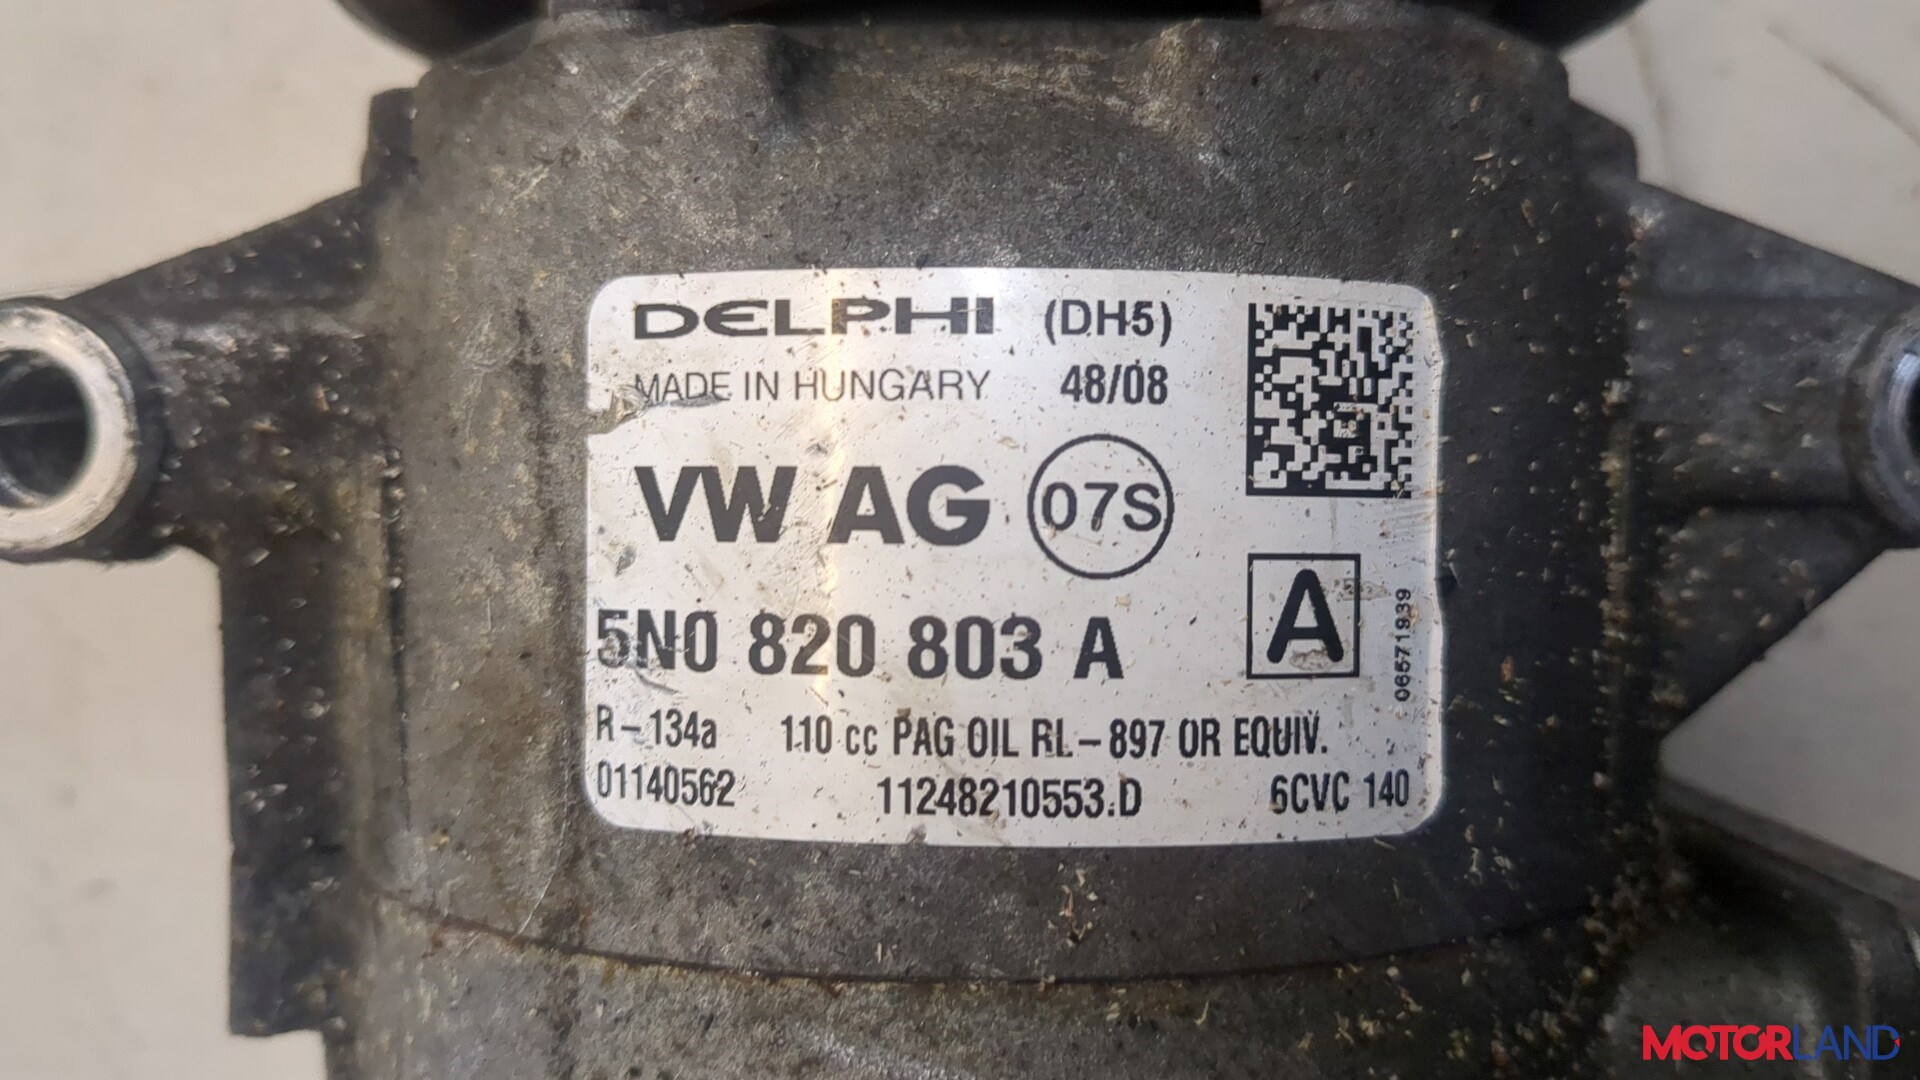 DELPHI (DH5)
MADE IN HUNGARY 48/08
VW AG 07S
5N0 820 803 A A
06571939
R-134a 110 cc PAG OIL RL-897 OR EQUIV.
01140562 11248210553.D 6CVC 140
MOTORLAND